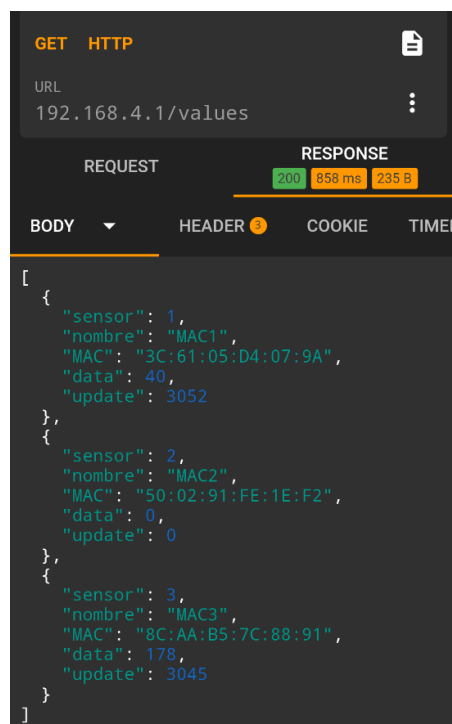 GET HTTP
URL
192.168.4.1/values
REQUEST
RESPONSE
200 858 ms 235 B
BODY HEADER 3 COOKIE TIMEI
[
{
"sensor": 1,
"nombre": "MAC1",
"MAC": "3C:61:05:D4:07:9A",
"data": 40,
"update": 3052
},
{
"sensor": 2,
"nombre": "MAC2",
"MAC": "50:02:91:FE:1E:F2",
"data": 0,
"update": 0
},
{
"sensor": 3,
"nombre": "MAC3",
"MAC": "8C:AA:B5:7C:88:91",
"data": 178,
"update": 3045
}
]